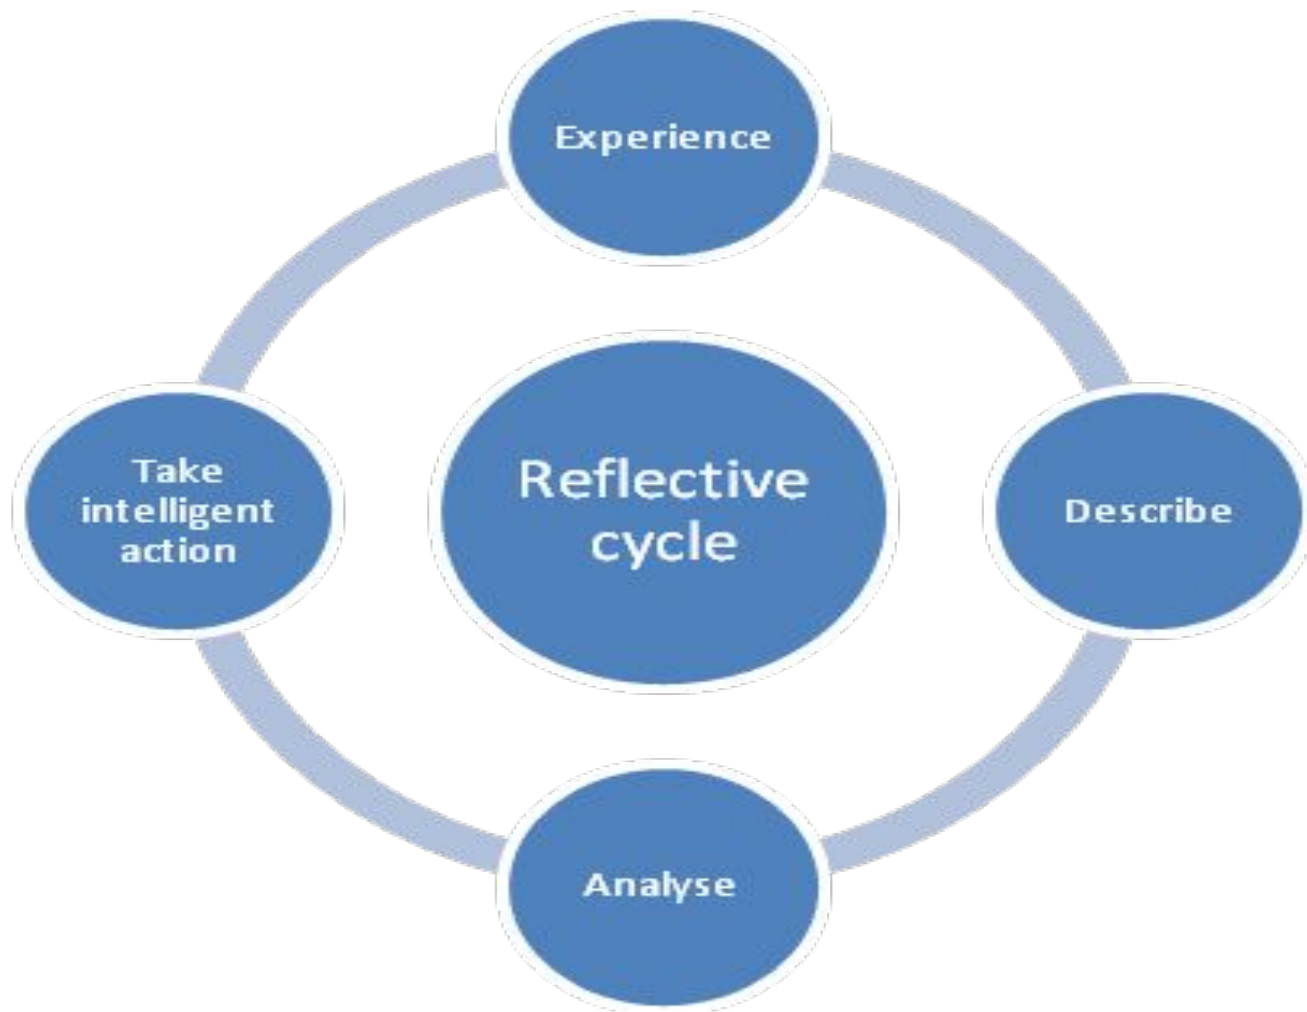 Experience
Take
intelligent
action
Reflective
cycle
Describe
Analyse